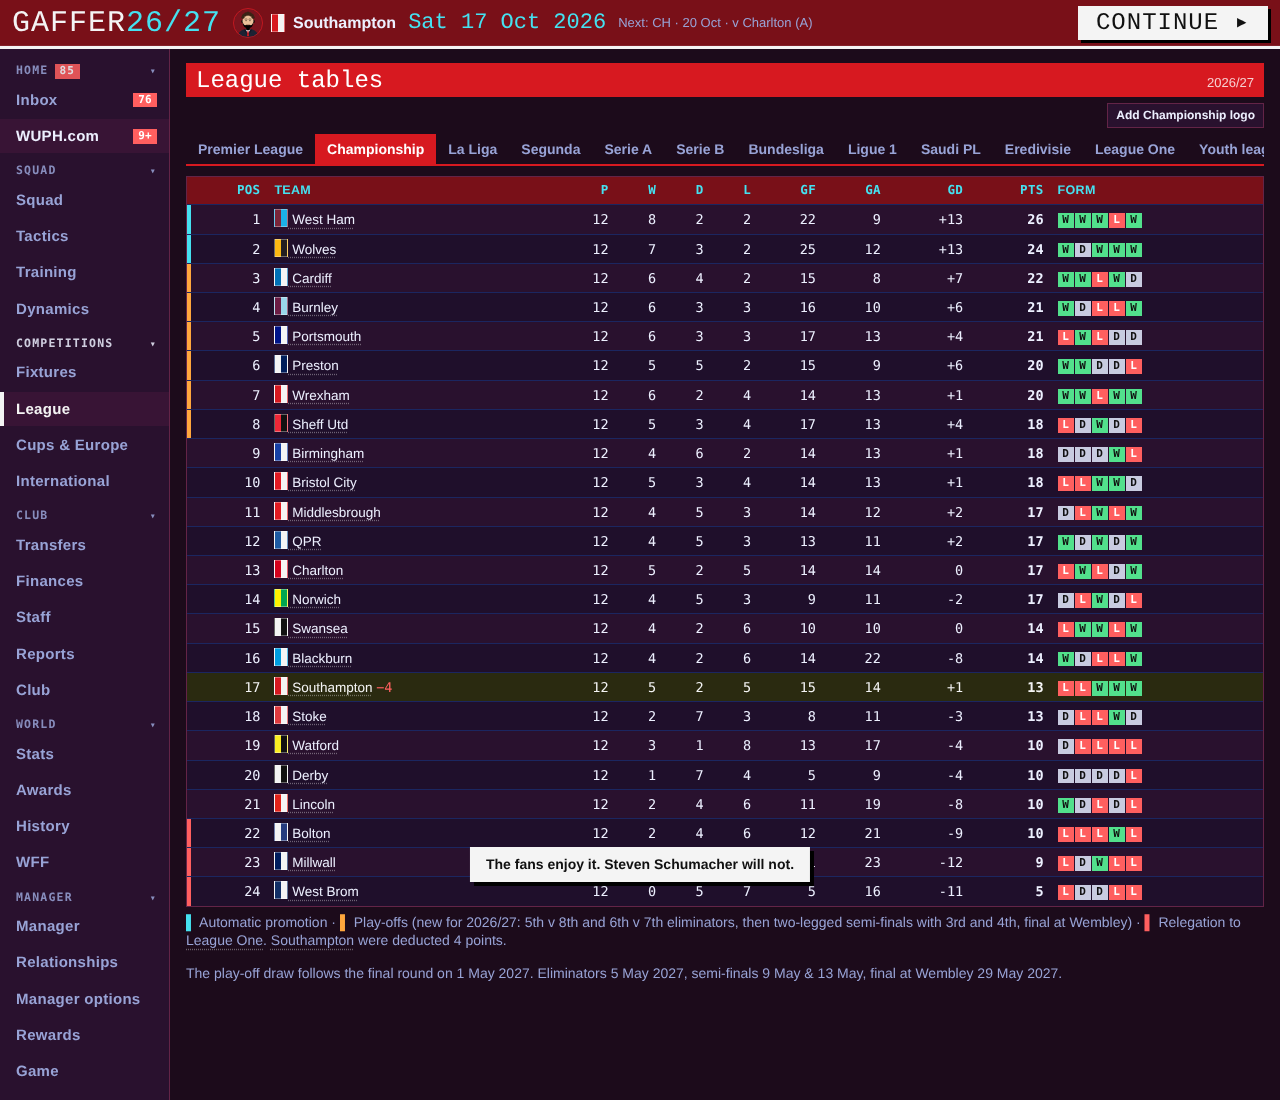 GAFFER26/27 Southampton Sat 17 Oct 2026 Next: CH · 20 Oct · v Charlton (A) CONTINUE ►
HOME 85 ▾
Inbox 76
WUPH.com 9+
SQUAD ▾
Squad
Tactics
Training
Dynamics
COMPETITIONS ▾
Fixtures
League
Cups & Europe
International
CLUB ▾
Transfers
Finances
Staff
Reports
Club
WORLD ▾
Stats
Awards
History
WFF
MANAGER ▾
Manager
Relationships
Manager options
Rewards
Game
League tables 2026/27
Add Championship logo
Premier League Championship La Liga Segunda Serie A Serie B Bundesliga Ligue 1 Saudi PL Eredivisie League One Youth leag
POS TEAM P W D L GF GA GD PTS FORM
1 West Ham 12 8 2 2 22 9 +13 26 W W W L W
2 Wolves 12 7 3 2 25 12 +13 24 W D W W W
3 Cardiff 12 6 4 2 15 8 +7 22 W W L W D
4 Burnley 12 6 3 3 16 10 +6 21 W D L L W
5 Portsmouth 12 6 3 3 17 13 +4 21 L W L D D
6 Preston 12 5 5 2 15 9 +6 20 W W D D L
7 Wrexham 12 6 2 4 14 13 +1 20 W W L W W
8 Sheff Utd 12 5 3 4 17 13 +4 18 L D W D L
9 Birmingham 12 4 6 2 14 13 +1 18 D D D W L
10 Bristol City 12 5 3 4 14 13 +1 18 L L W W D
11 Middlesbrough 12 4 5 3 14 12 +2 17 D L W L W
12 QPR 12 4 5 3 13 11 +2 17 W D W D W
13 Charlton 12 5 2 5 14 14 0 17 L W L D W
14 Norwich 12 4 5 3 9 11 -2 17 D L W D L
15 Swansea 12 4 2 6 10 10 0 14 L W W L W
16 Blackburn 12 4 2 6 14 22 -8 14 W D L L W
17 Southampton −4 12 5 2 5 15 14 +1 13 L L W W W
18 Stoke 12 2 7 3 8 11 -3 13 D L L W D
19 Watford 12 3 1 8 13 17 -4 10 D L L L L
20 Derby 12 1 7 4 5 9 -4 10 D D D D L
21 Lincoln 12 2 4 6 11 19 -8 10 W D L D L
22 Bolton 12 2 4 6 12 21 -9 10 L L L W L
23 Millwall 23 -12 9 L D W L L
The fans enjoy it. Steven Schumacher will not.
24 West Brom 12 0 5 7 5 16 -11 5 L D D L L
Automatic promotion · Play-offs (new for 2026/27: 5th v 8th and 6th v 7th eliminators, then two-legged semi-finals with 3rd and 4th, final at Wembley) · Relegation to
League One. Southampton were deducted 4 points.
The play-off draw follows the final round on 1 May 2027. Eliminators 5 May 2027, semi-finals 9 May & 13 May, final at Wembley 29 May 2027.